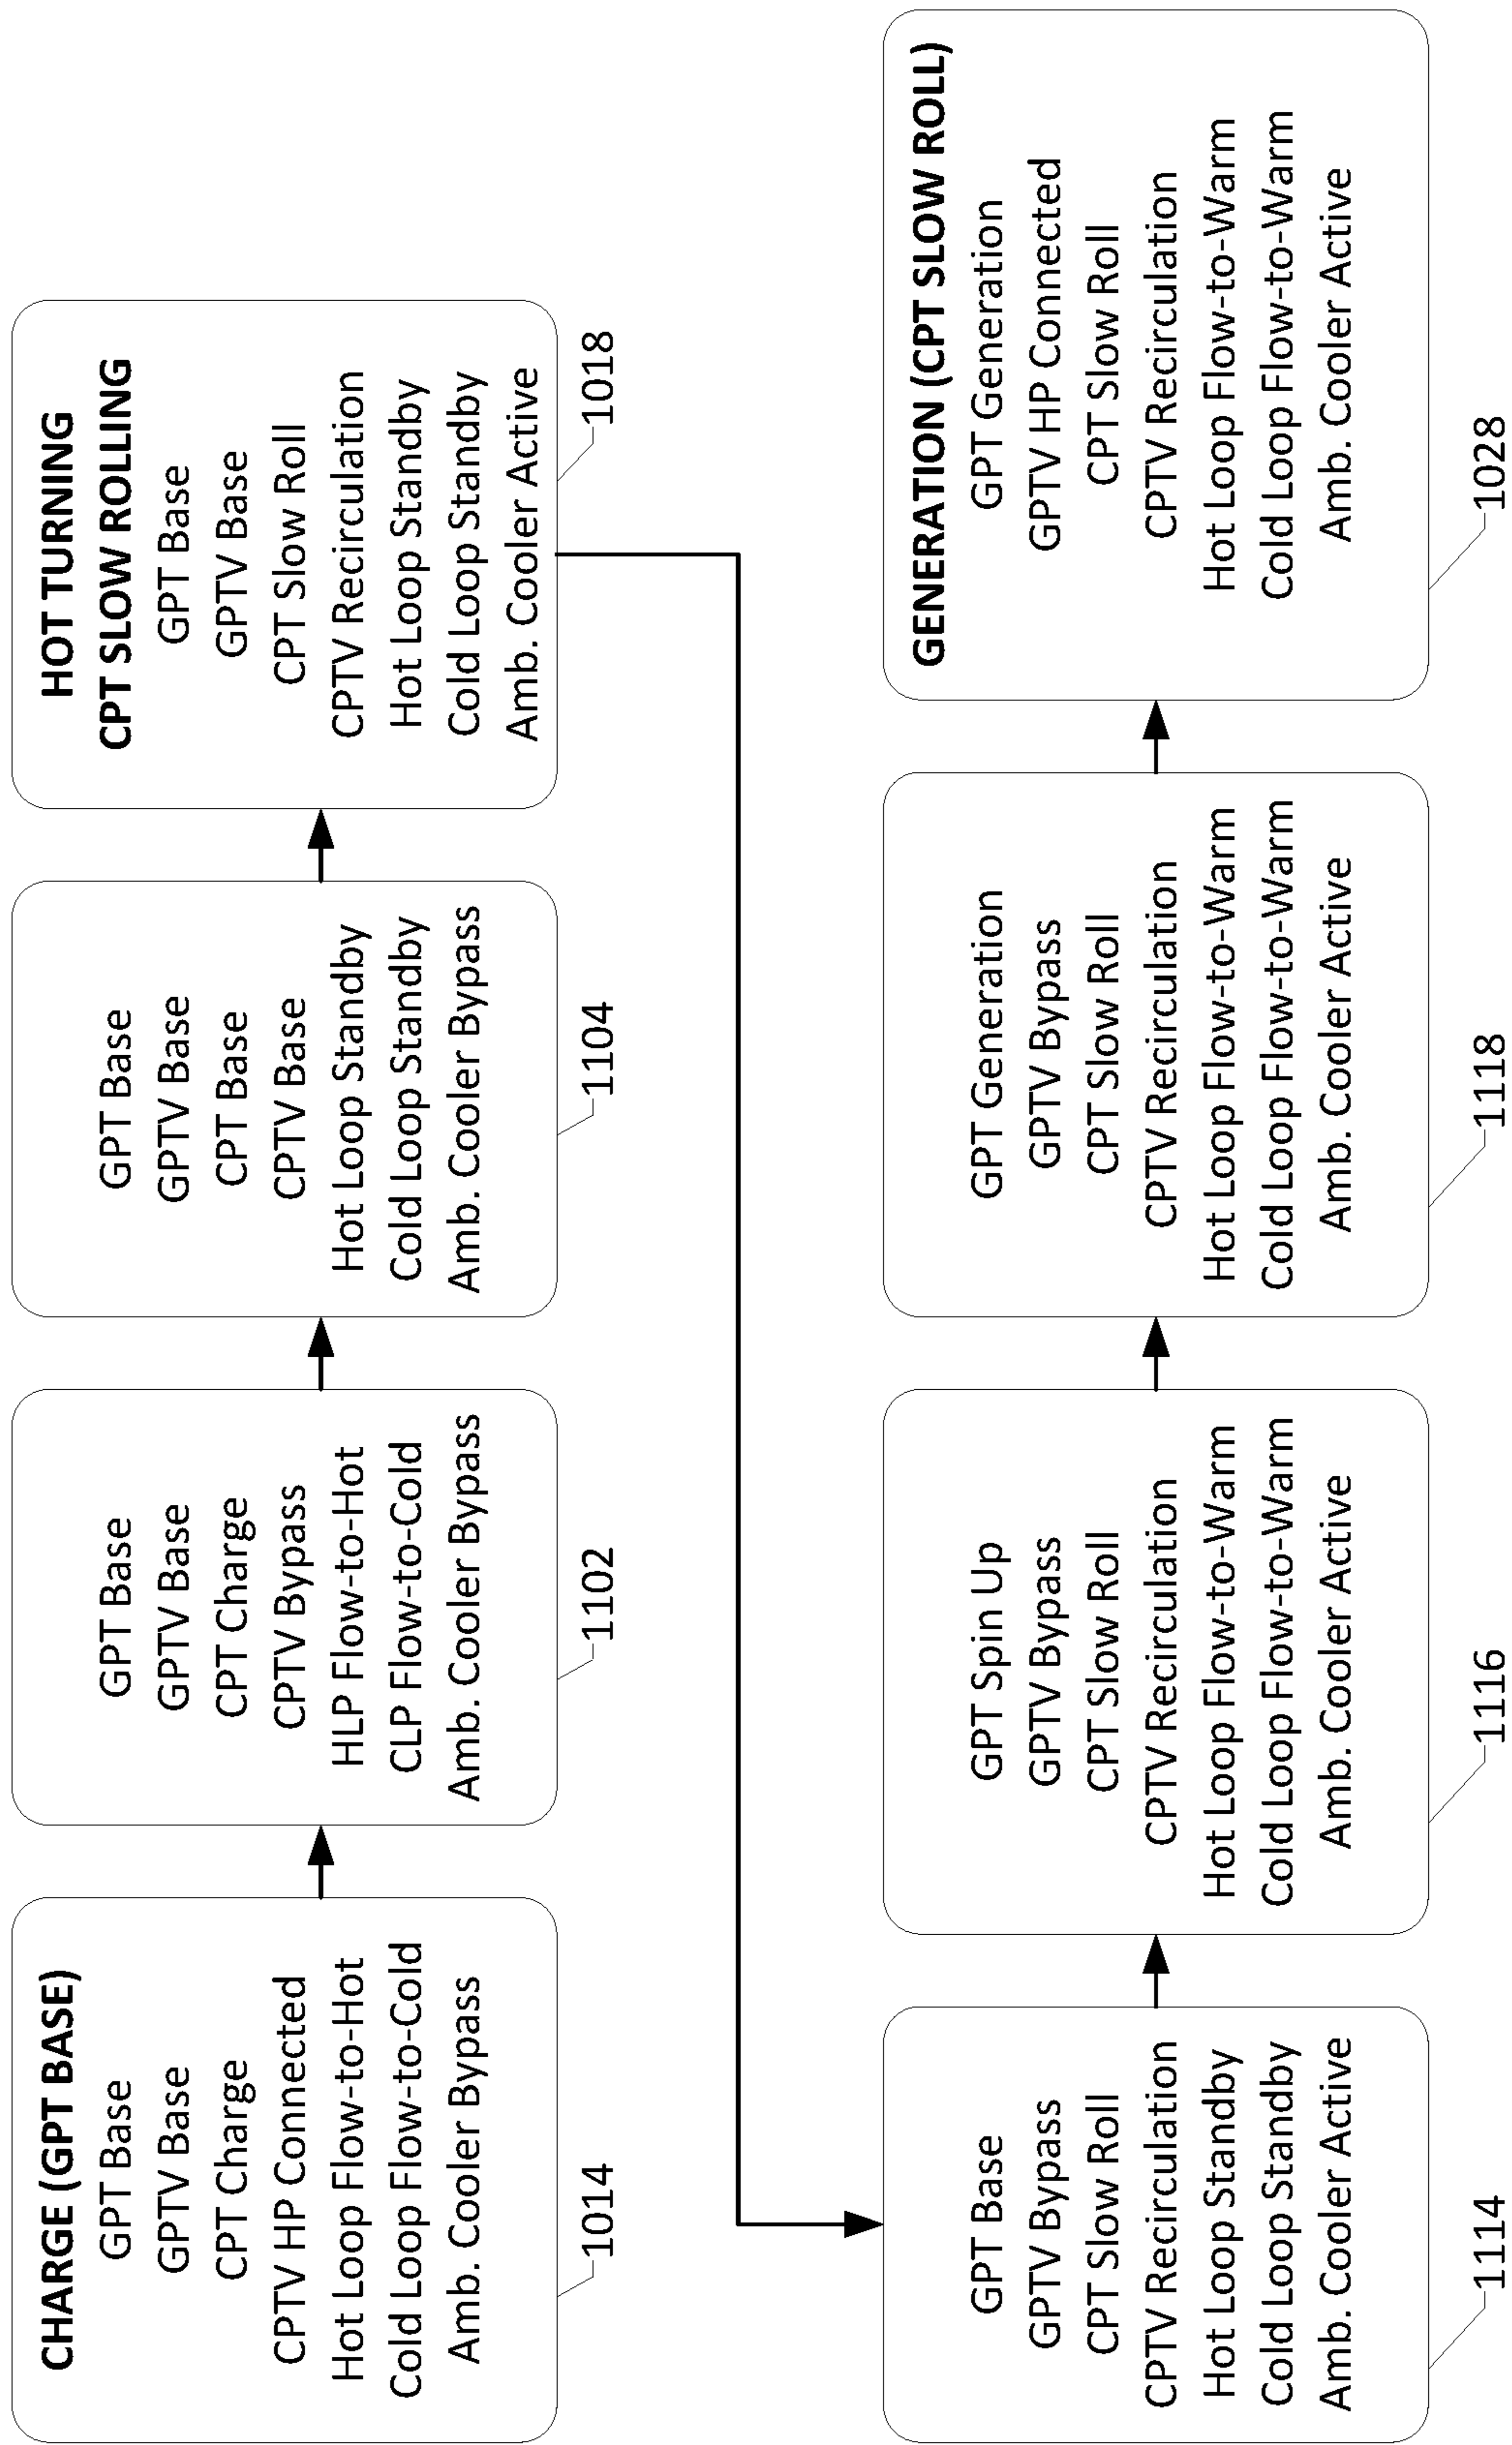 CHARGE (GPT BASE)
GPT Base
GPTV Base
CPT Charge
CPTV HP Connected
Hot Loop Flow-to-Hot
Cold Loop Flow-to-Cold
Amb. Cooler Bypass
1014
GPT Base
GPTV Base
CPT Charge
CPTV Bypass
HLP Flow-to-Hot
CLP Flow-to-Cold
Amb. Cooler Bypass
1102
GPT Base
GPTV Base
CPT Base
CPTV Base
Hot Loop Standby
Cold Loop Standby
Amb. Cooler Bypass
1104
HOT TURNING
CPT SLOW ROLLING
GPT Base
GPTV Base
CPT Slow Roll
CPTV Recirculation
Hot Loop Standby
Cold Loop Standby
Amb. Cooler Active
1018
GPT Base
GPTV Bypass
CPT Slow Roll
CPTV Recirculation
Hot Loop Standby
Cold Loop Standby
Amb. Cooler Active
1114
GPT Spin Up
GPTV Bypass
CPT Slow Roll
CPTV Recirculation
Hot Loop Flow-to-Warm
Cold Loop Flow-to-Warm
Amb. Cooler Active
1116
GPT Generation
GPTV Bypass
CPT Slow Roll
CPTV Recirculation
Hot Loop Flow-to-Warm
Cold Loop Flow-to-Warm
Amb. Cooler Active
1118
GENERATION (CPT SLOW ROLL)
GPT Generation
GPTV HP Connected
CPT Slow Roll
CPTV Recirculation
Hot Loop Flow-to-Warm
Cold Loop Flow-to-Warm
Amb. Cooler Active
1028